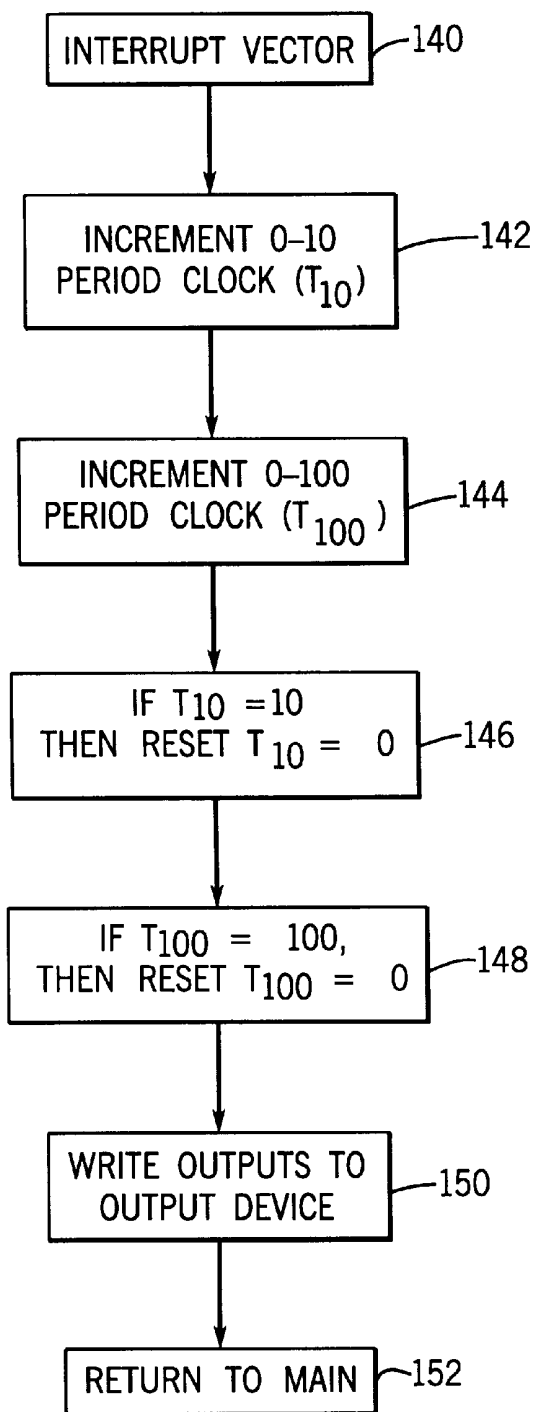 INTERRUPT VECTOR
140
INCREMENT 0–10
PERIOD CLOCK (T10)
142
INCREMENT 0–100
PERIOD CLOCK (T100)
144
IF T10 =10
THEN RESET T10 = 0
146
IF T100 = 100,
THEN RESET T100 = 0
148
WRITE OUTPUTS TO
OUTPUT DEVICE
150
RETURN TO MAIN
152